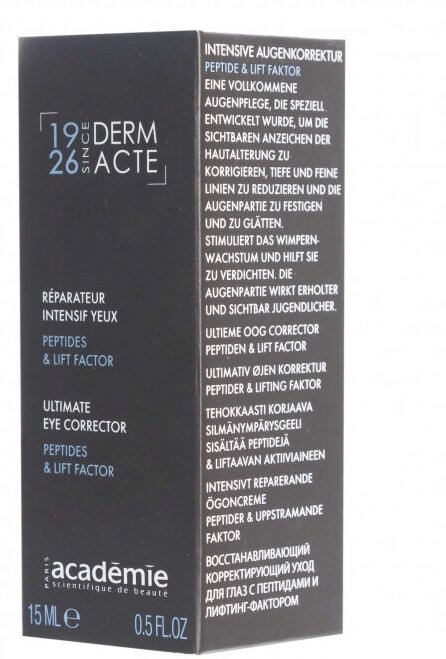 19
26
SINCE
DERM
ACTE
RÉPARATEUR
INTENSIF YEUX
PEPTIDES
& LIFT FACTOR
ULTIMATE
EYE CORRECTOR
PEPTIDES
& LIFT FACTOR
PARIS
académie
scientifique de beauté
15 ML e
0.5 FL.OZ
INTENSIVE AUGENKORREKTUR
PEPTIDE & LIFT FAKTOR
EINE VOLLKOMMENE
AUGENPFLEGE, DIE SPEZIELL
ENTWICKELT WURDE, UM DIE
SICHTBAREN ANZEICHEN DER
HAUTALTERUNG ZU
KORRIGIEREN, TIEFE UND FEINE
LINIEN ZU REDUZIEREN UND DIE
AUGENPARTIE ZU FESTIGEN
UND ZU GLÄTTEN.
STIMULIERT DAS WIMPERN-
WACHSTUM UND HILFT SIE
ZU VERDICHTEN. DIE
AUGENPARTIE WIRKT ERHOLTER
UND SICHTBAR JUGENDLICHER.
ULTIEME OOG CORRECTOR
PEPTIDEN & LIFT FACTOR
ULTIMATIV ØJEN KORREKTUR
PEPTIDER & LIFTING FAKTOR
TEHOKKAASTI KORJAAVA
SILMÄNYMPÄRYSGEELI
SISÄLTÄÄ PEPTIDEJÄ
& LIFTAAVAN AKTIIVIAINEEN
INTENSIVT REPARERANDE
ÖGONCREME
PEPTIDER & UPPSTRAMANDE
FAKTOR
ВОССТАНАВЛИВАЮЩИЙ
КОРРЕКТИРУЮЩИЙ УХОД
ДЛЯ ГЛАЗ С ПЕПТИДАМИ И
ЛИФТИНГ-ФАКТОРОМ